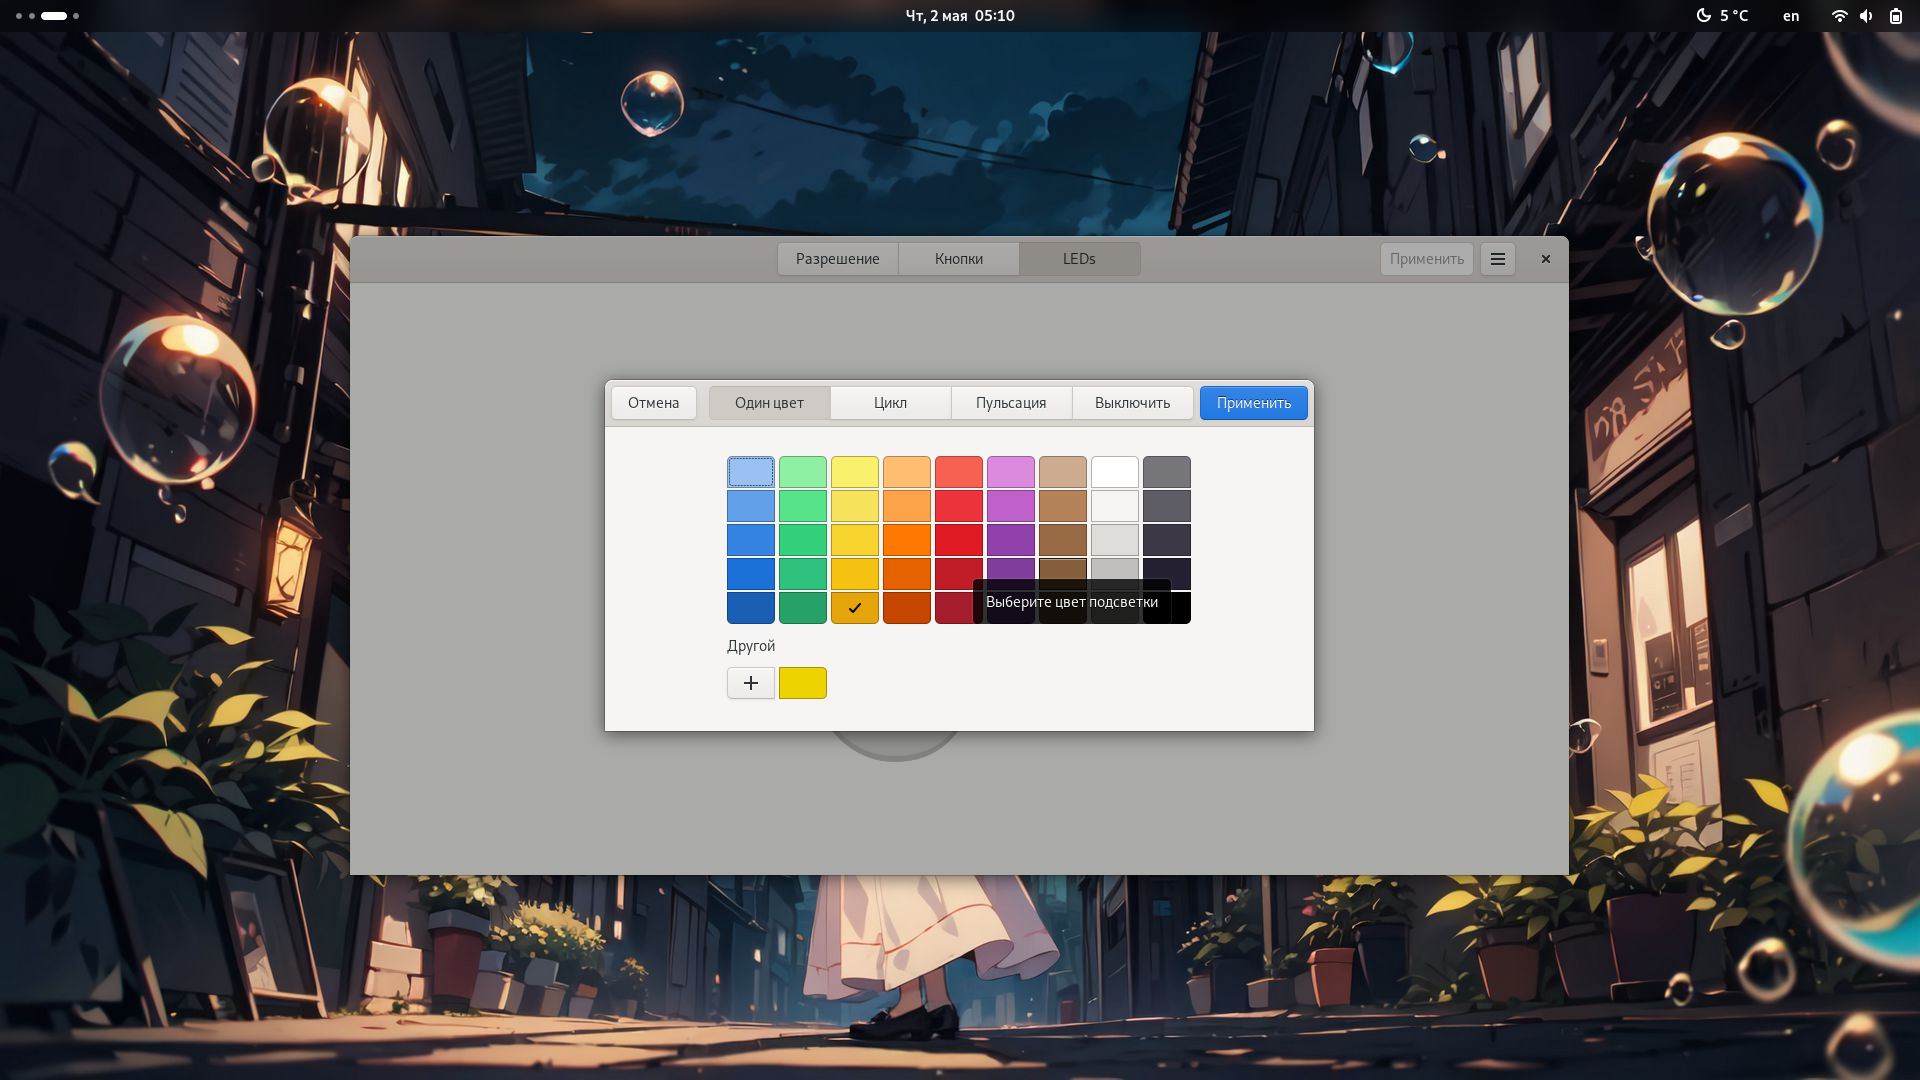 Чт, 2 мая 05:10
5 °C
en
Разрешение
Кнопки
LEDs
Применить
Отмена
Один цвет
Цикл
Пульсация
Выключить
Применить
Выберите цвет подсветки
Другой